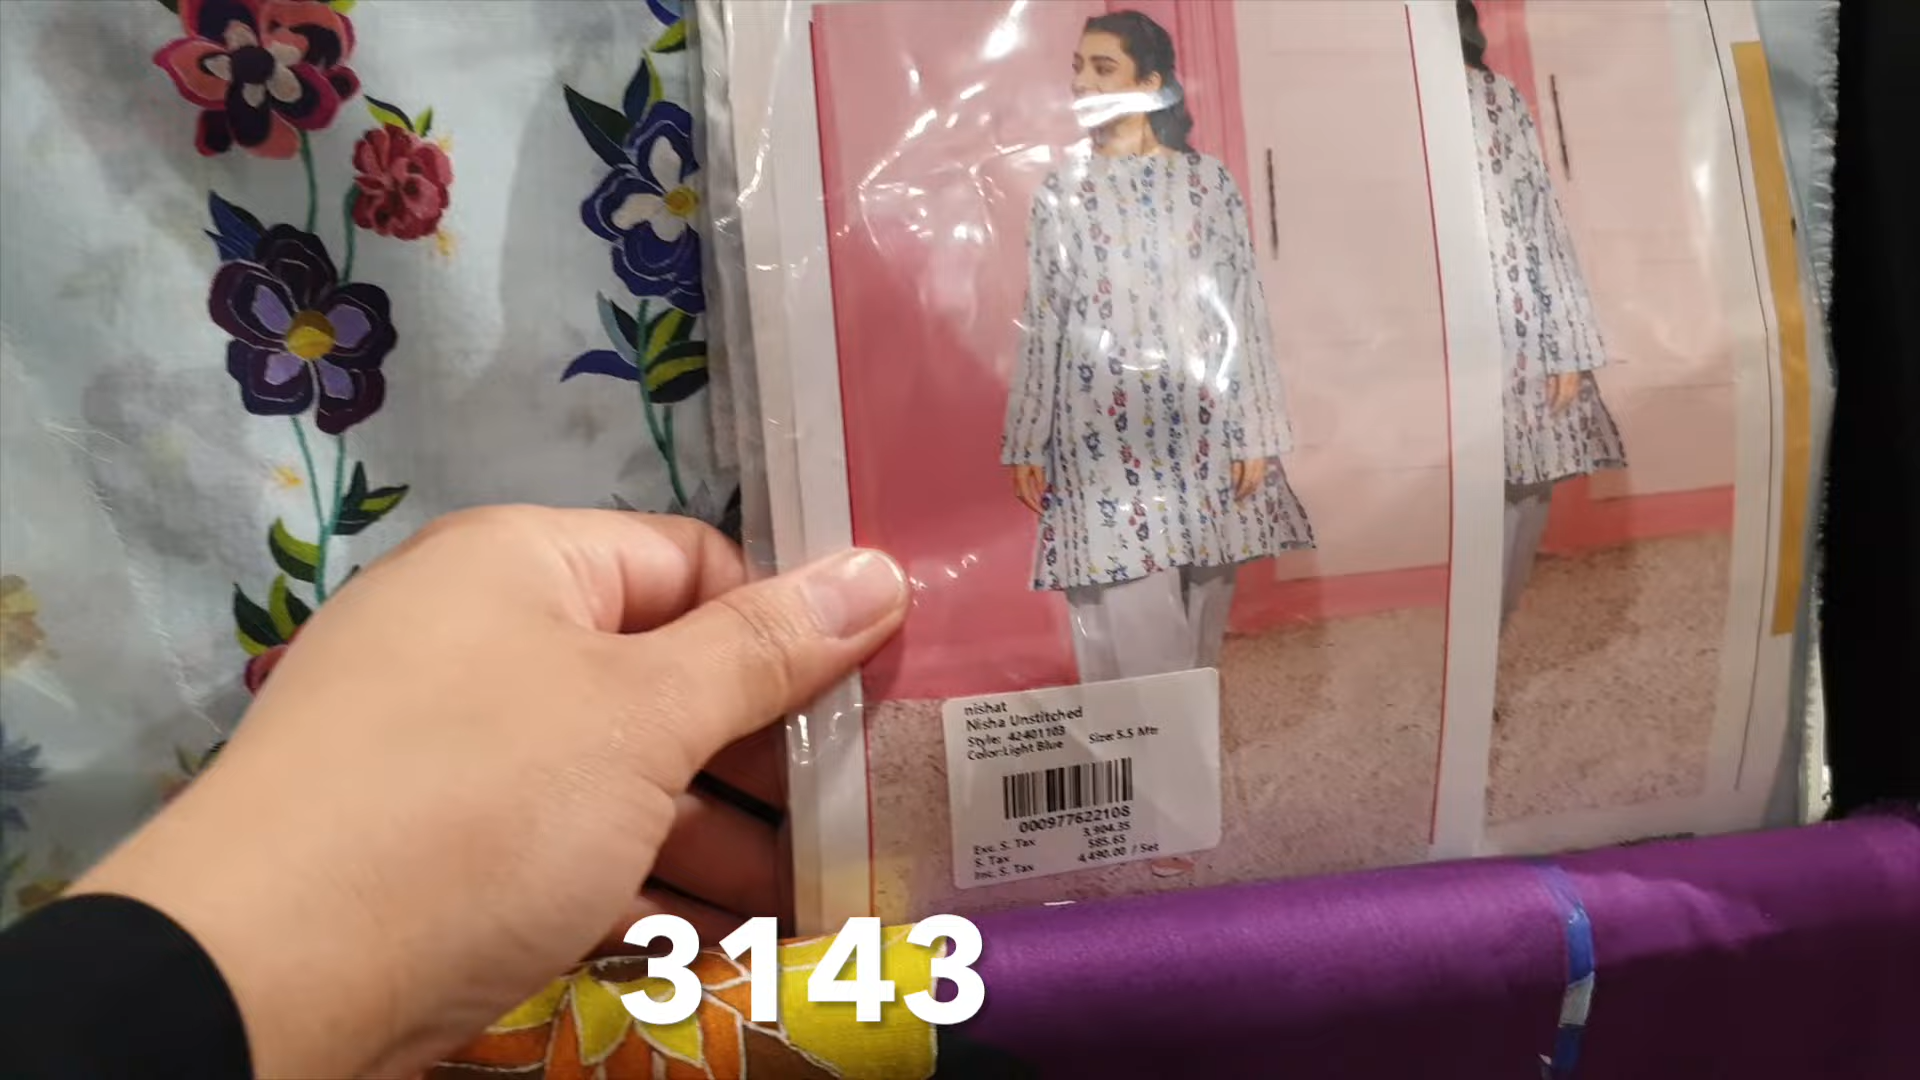 nishat
Nisha Unstitched
Style: 42401103 Size: 5.5 Mtr
Color:Light Blue
000977622108
Exc. S. Tax 3,904.35
S. Tax 585.65
Inc. S. Tax 4,490.00 / Set
3143